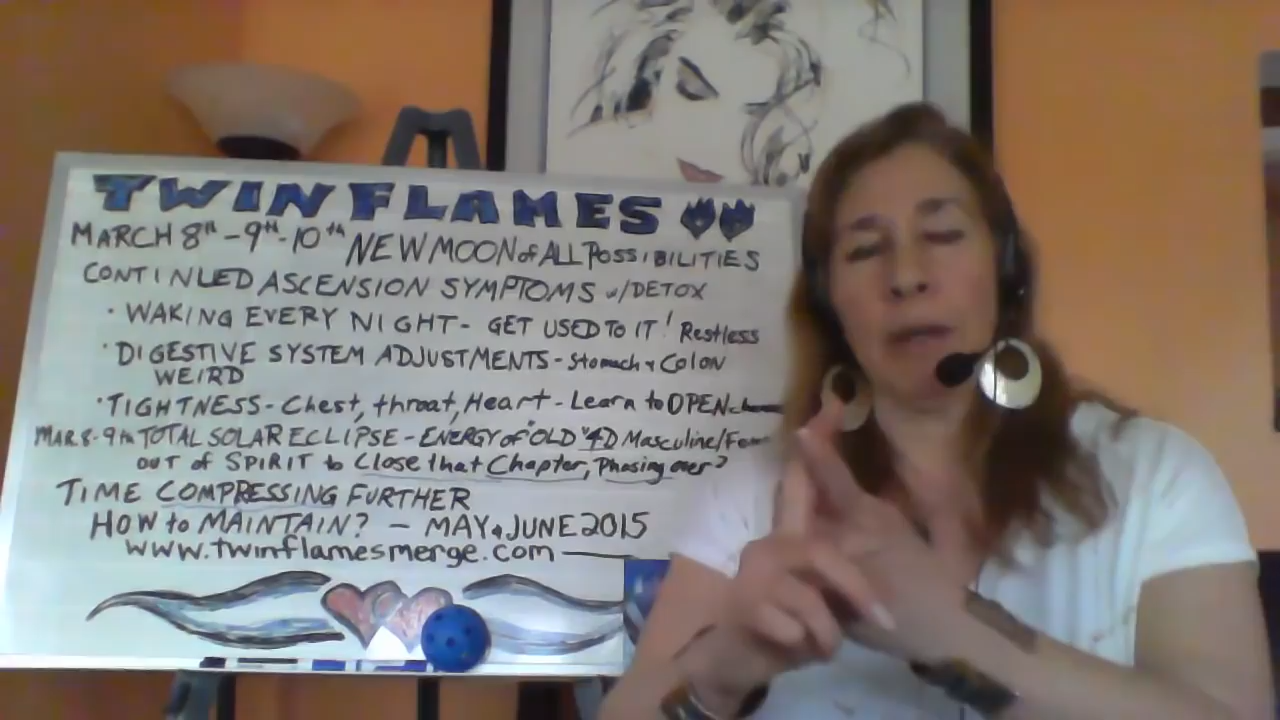 TWIN FLAMES
MARCH 8TH-9TH-10TH NEW MOON of ALL POSSIBILITIES
CONTINUED ASCENSION SYMPTOMS w/DETOX
· WAKING EVERY NIGHT - GET USED TO IT! Restless
· DIGESTIVE SYSTEM ADJUSTMENTS - Stomach & Colon
WEIRD
· TIGHTNESS - Chest, throat, Heart - Learn to OPEN
MAR 8-9th TOTAL SOLAR ECLIPSE - ENERGY of "OLD" 4D Masculine/
OUT of SPIRIT to Close that Chapter, Phasing over?
TIME COMPRESSING FURTHER
HOW to MAINTAIN? - MAY & JUNE 2015
www.twinflamesmerge.com